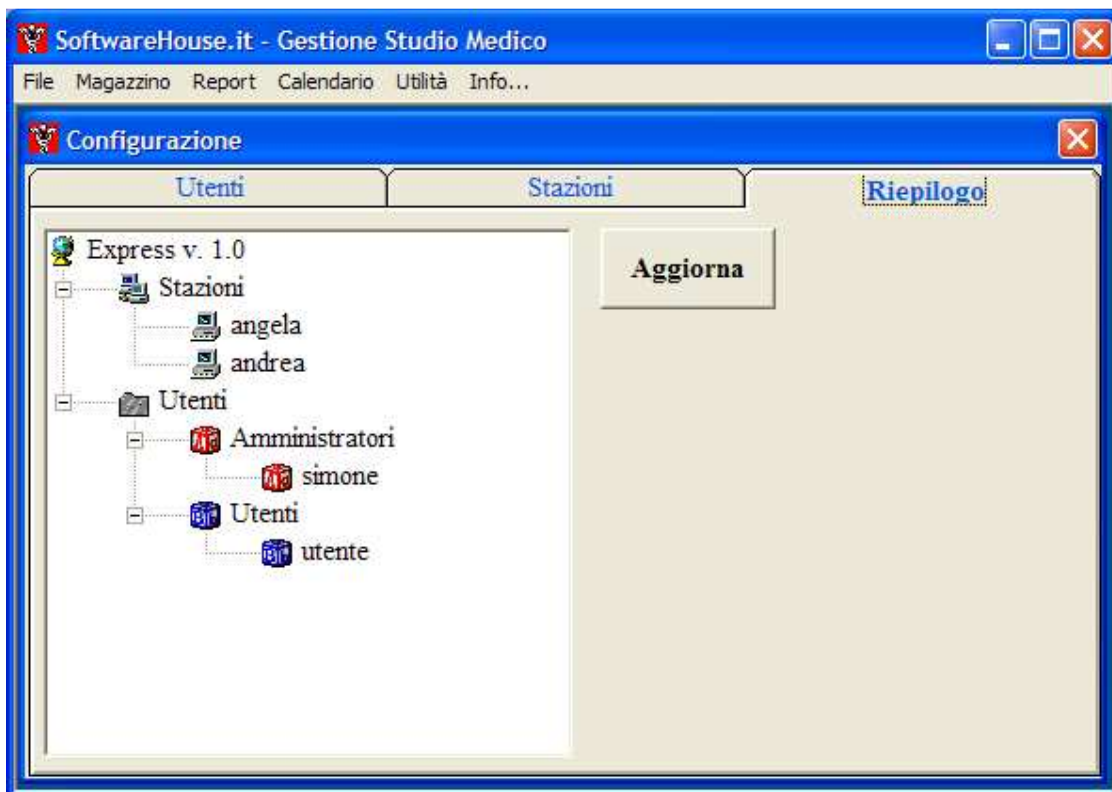 SoftwareHouse.it - Gestione Studio Medico
File Magazzino Report Calendario Utilità Info...
Configurazione
Utenti Stazioni Riepilogo
Express v. 1.0
Aggiorna
Stazioni
angela
andrea
Utenti
Amministratori
simone
Utenti
utente